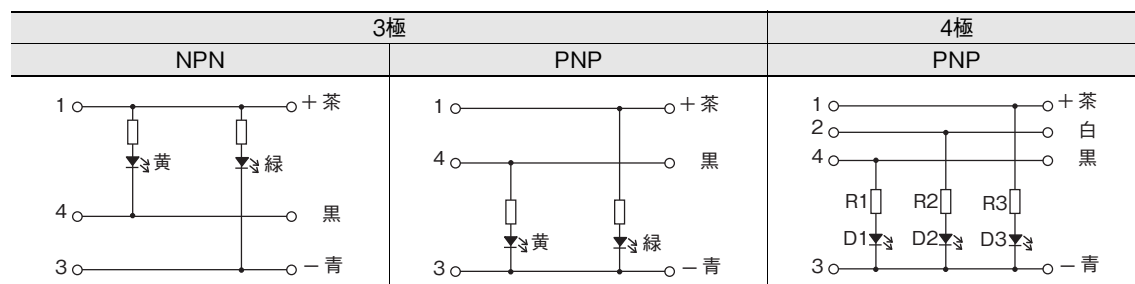 3極 4極
NPN PNP PNP
1 + 茶
黄 緑
4 黒
3 − 青
1 + 茶
4 黒
黄 緑
3 − 青
1 + 茶
2 白
4 黒
R1 R2 R3
D1 D2 D3
3 − 青